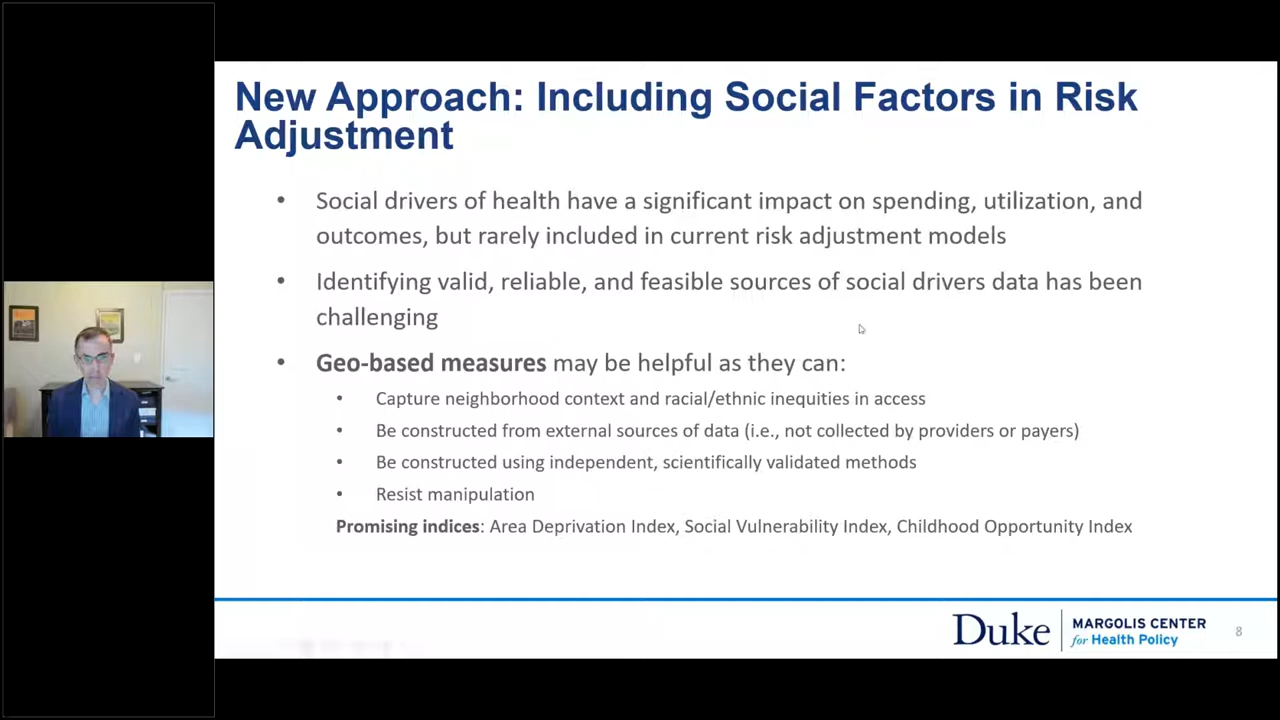 New Approach: Including Social Factors in Risk
Adjustment
• Social drivers of health have a significant impact on spending, utilization, and
outcomes, but rarely included in current risk adjustment models
• Identifying valid, reliable, and feasible sources of social drivers data has been
challenging
• Geo-based measures may be helpful as they can:
• Capture neighborhood context and racial/ethnic inequities in access
• Be constructed from external sources of data (i.e., not collected by providers or payers)
• Be constructed using independent, scientifically validated methods
• Resist manipulation
Promising indices: Area Deprivation Index, Social Vulnerability Index, Childhood Opportunity Index
Duke
MARGOLIS CENTER
for Health Policy
8